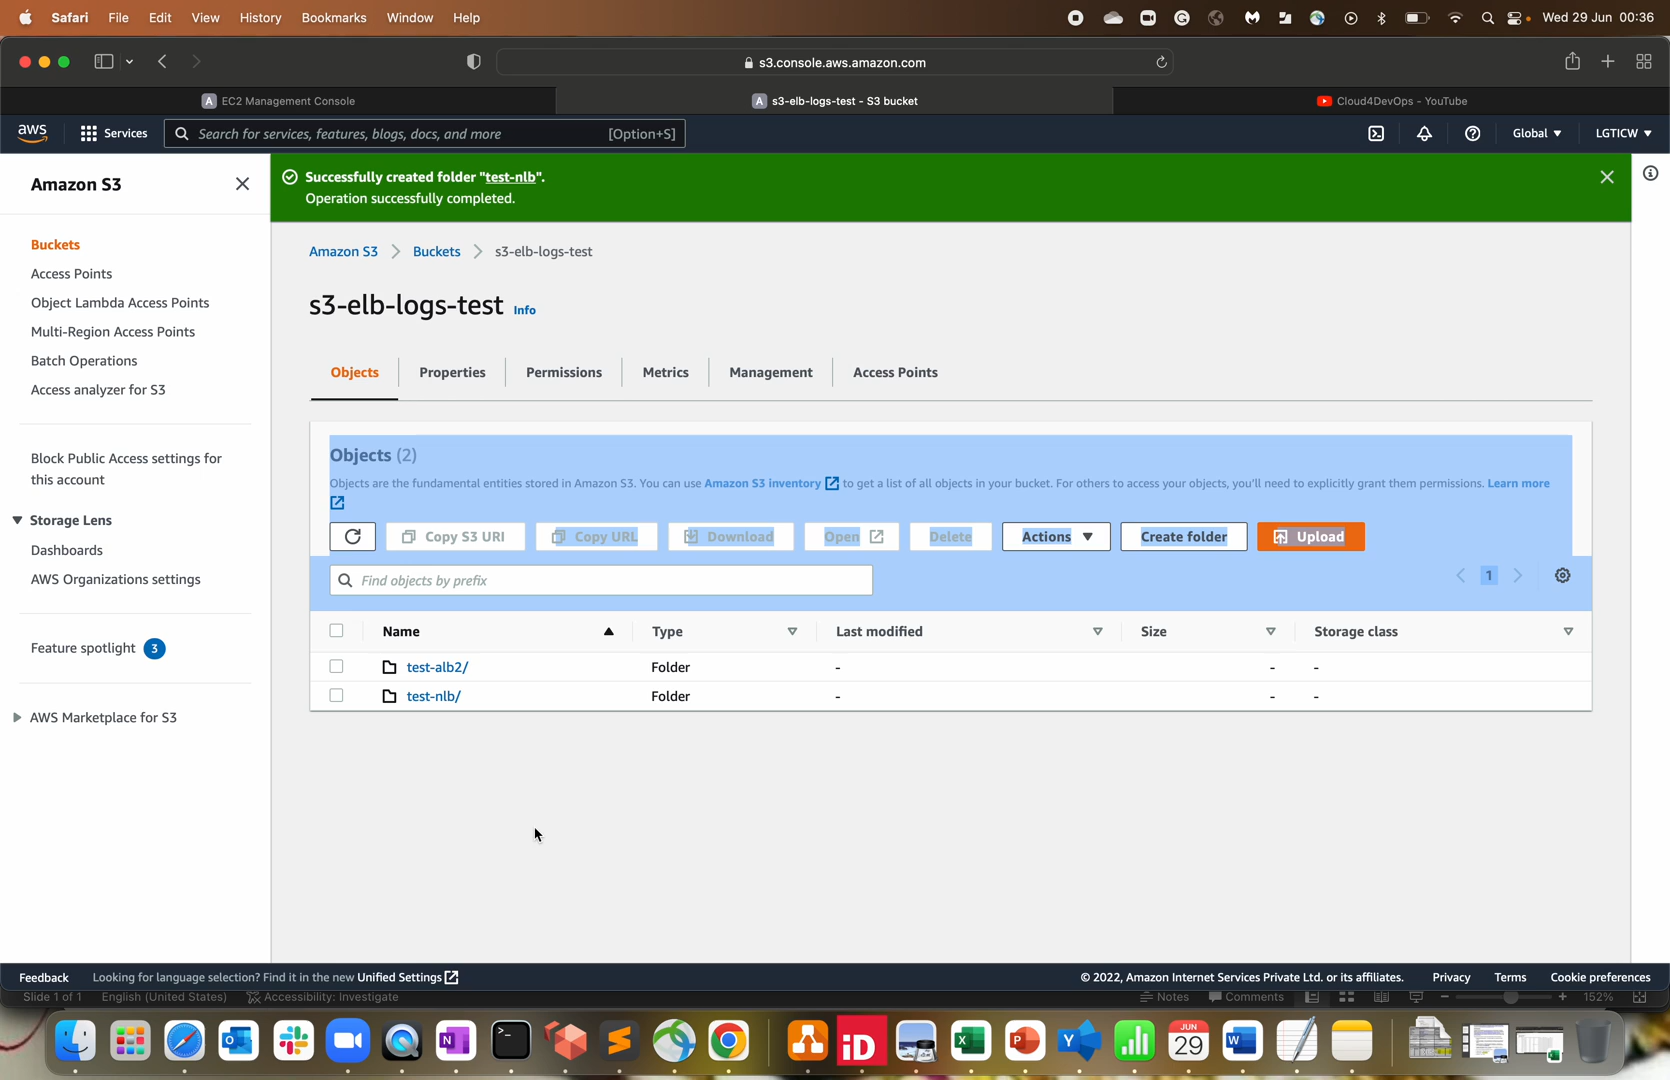 Safari File Edit View History Bookmarks Window Help
Wed 29 Jun 00:36
s3.console.aws.amazon.com
A EC2 Management Console
A s3-elb-logs-test - S3 bucket
Cloud4DevOps - YouTube
aws
Services
Search for services, features, blogs, docs, and more [Option+S]
Global ▼
LGTICW ▼
Amazon S3
Successfully created folder "test-nlb".
Operation successfully completed.
Buckets
Access Points
Object Lambda Access Points
Multi-Region Access Points
Batch Operations
Access analyzer for S3
Block Public Access settings for
this account
▼ Storage Lens
Dashboards
AWS Organizations settings
Feature spotlight 3
▶ AWS Marketplace for S3
Amazon S3 > Buckets > s3-elb-logs-test
s3-elb-logs-test Info
Objects Properties Permissions Metrics Management Access Points
Objects (2)
Objects are the fundamental entities stored in Amazon S3. You can use Amazon S3 inventory to get a list of all objects in your bucket. For others to access your objects, you'll need to explicitly grant them permissions. Learn more
Copy S3 URI Copy URL Download Open Delete Actions ▼ Create folder Upload
Find objects by prefix
< 1 >
Name ▲ Type ▽ Last modified ▽ Size ▽ Storage class ▽
test-alb2/ Folder - - -
test-nlb/ Folder - - -
Feedback Looking for language selection? Find it in the new Unified Settings
© 2022, Amazon Internet Services Private Ltd. or its affiliates. Privacy Terms Cookie preferences
Slide 1 of 1 English (United States) Accessibility: Investigate
Notes Comments − + 152%
O N >_ iD X P Y JUN 29 W